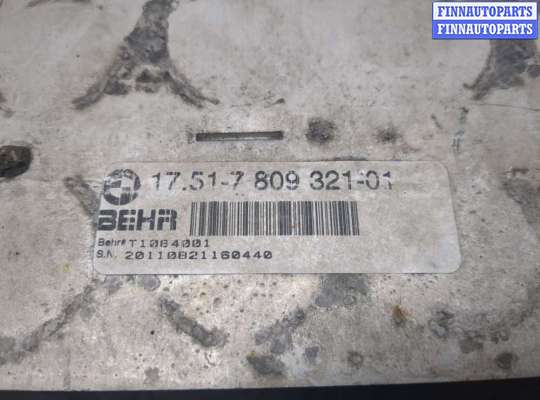 FINNAUTOPARTS
FINNAUTOPARTS
17.51-7 809 321-01
BEHR
Behr# T1084001
S.N. 20110821160440